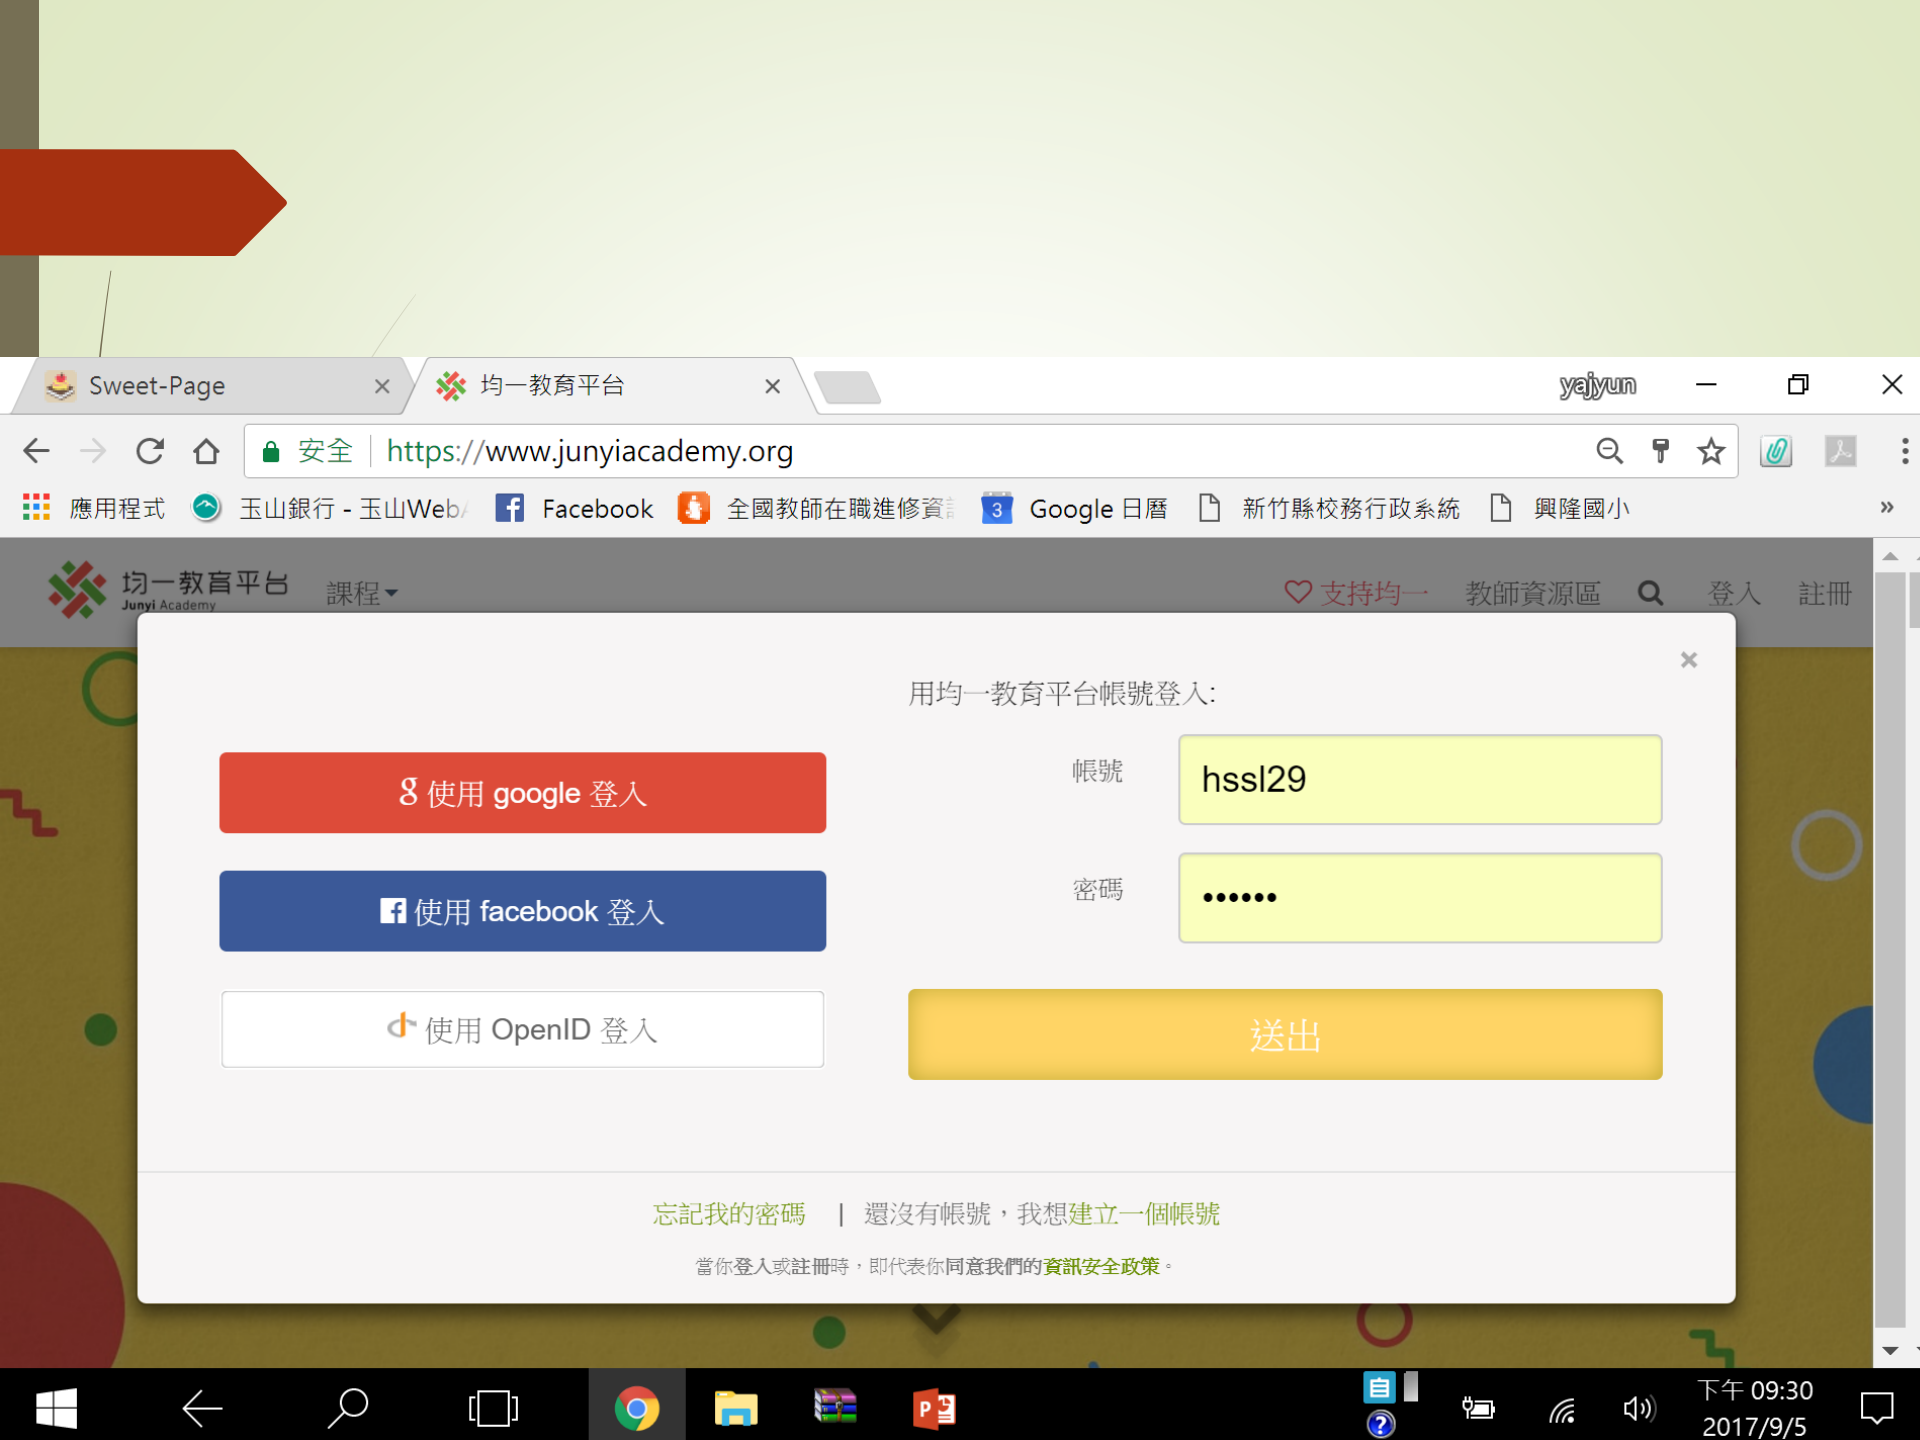 Sweet-Page
均一教育平台
yajyun
安全 https://www.junyiacademy.org
應用程式 玉山銀行 - 玉山Web Facebook 全國教師在職進修資 3 Google 日曆 新竹縣校務行政系統 興隆國小 »
均一教育平台
Junyi Academy
課程 支持均一 教師資源區 登入 註冊
用均一教育平台帳號登入:
g 使用 google 登入
帳號 hssl29
f 使用 facebook 登入
密碼 ••••••
使用 OpenID 登入
送出
忘記我的密碼 | 還沒有帳號，我想建立一個帳號
當你登入或註冊時，即代表你同意我們的資訊安全政策。
自
下午 09:30
2017/9/5